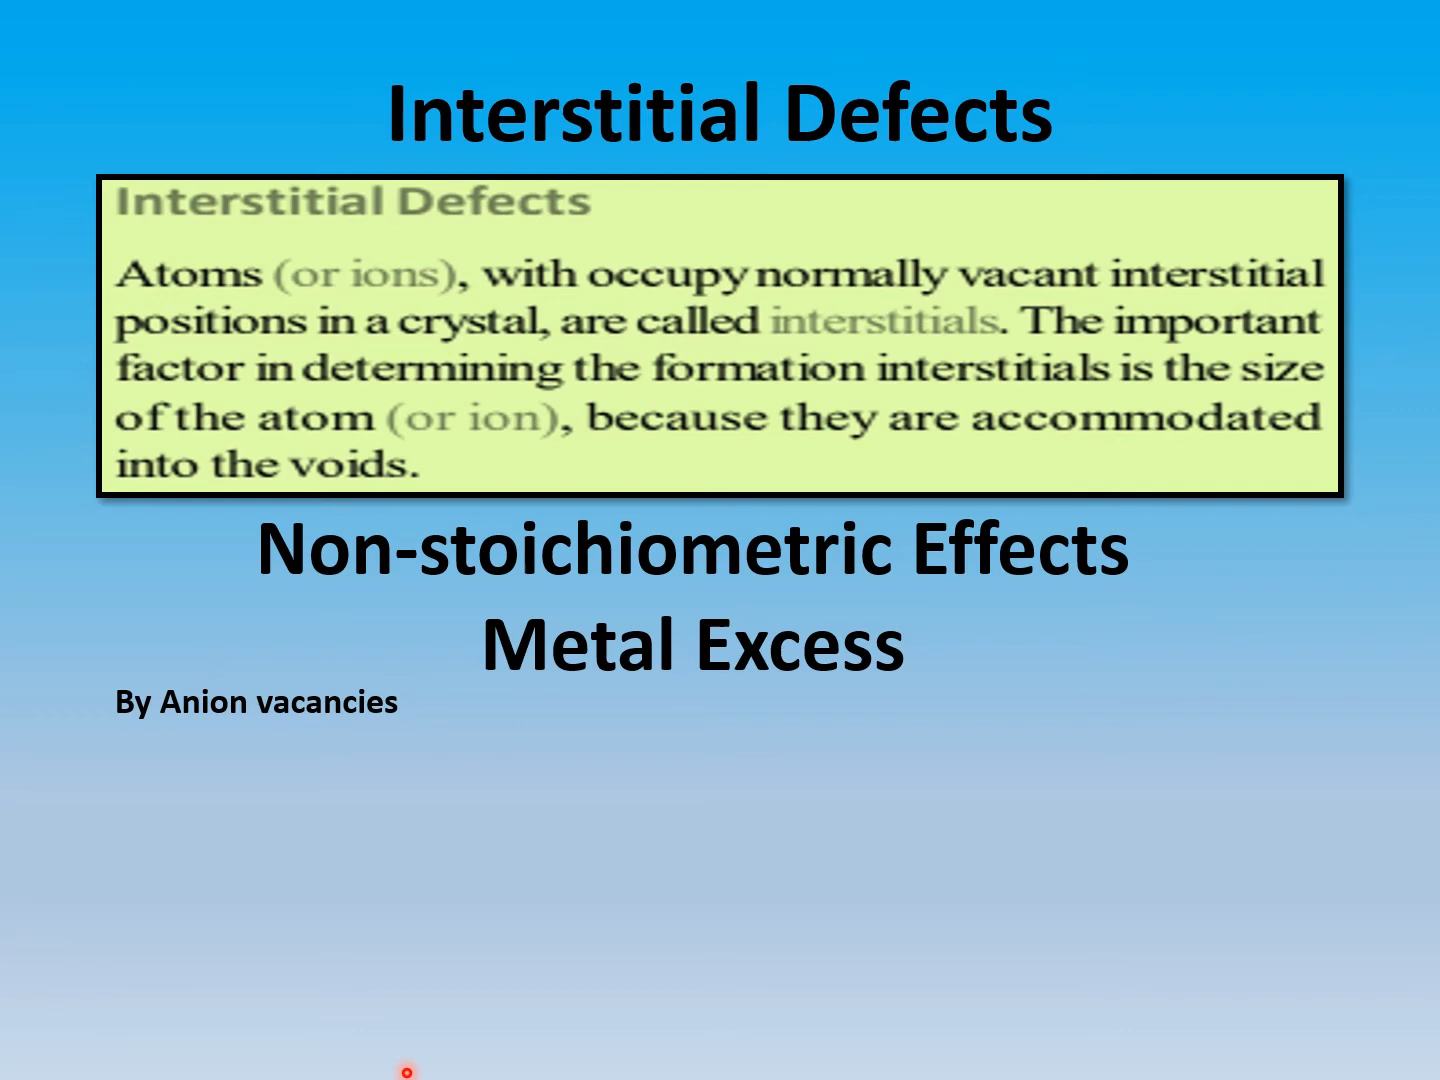 Interstitial Defects
Interstitial Defects
Atoms (or ions), with occupy normally vacant interstitial
positions in a crystal, are called interstitials. The important
factor in determining the formation interstitials is the size
of the atom (or ion), because they are accommodated
into the voids.
Non-stoichiometric Effects
Metal Excess
By Anion vacancies